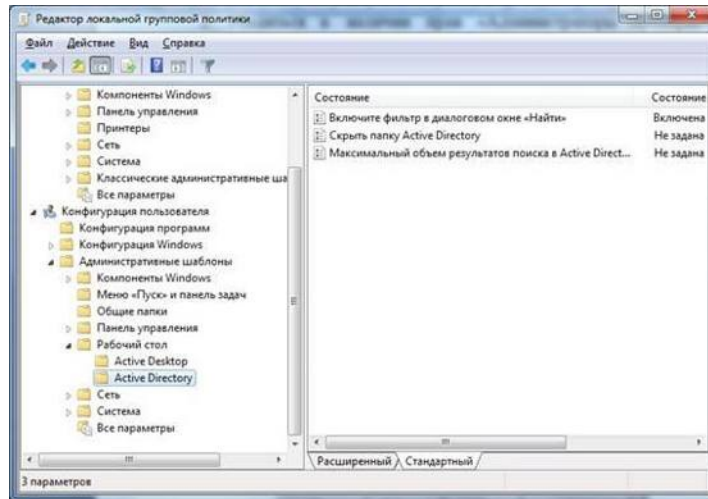 Редактор локальной групповой политики
Файл Действие Вид Справка
Компоненты Windows
Панель управления
Принтеры
Сеть
Система
Классические административные ша
Все параметры
Конфигурация пользователя
Конфигурация программ
Конфигурация Windows
Административные шаблоны
Компоненты Windows
Меню «Пуск» и панель задач
Общие папки
Панель управления
Рабочий стол
Active Desktop
Active Directory
Сеть
Система
Все параметры
Состояние Состояние
Включите фильтр в диалоговом окне «Найти» Включена
Скрыть папку Active Directory Не задана
Максимальный объем результатов поиска в Active Direct... Не задана
Расширенный Стандартный
3 параметров